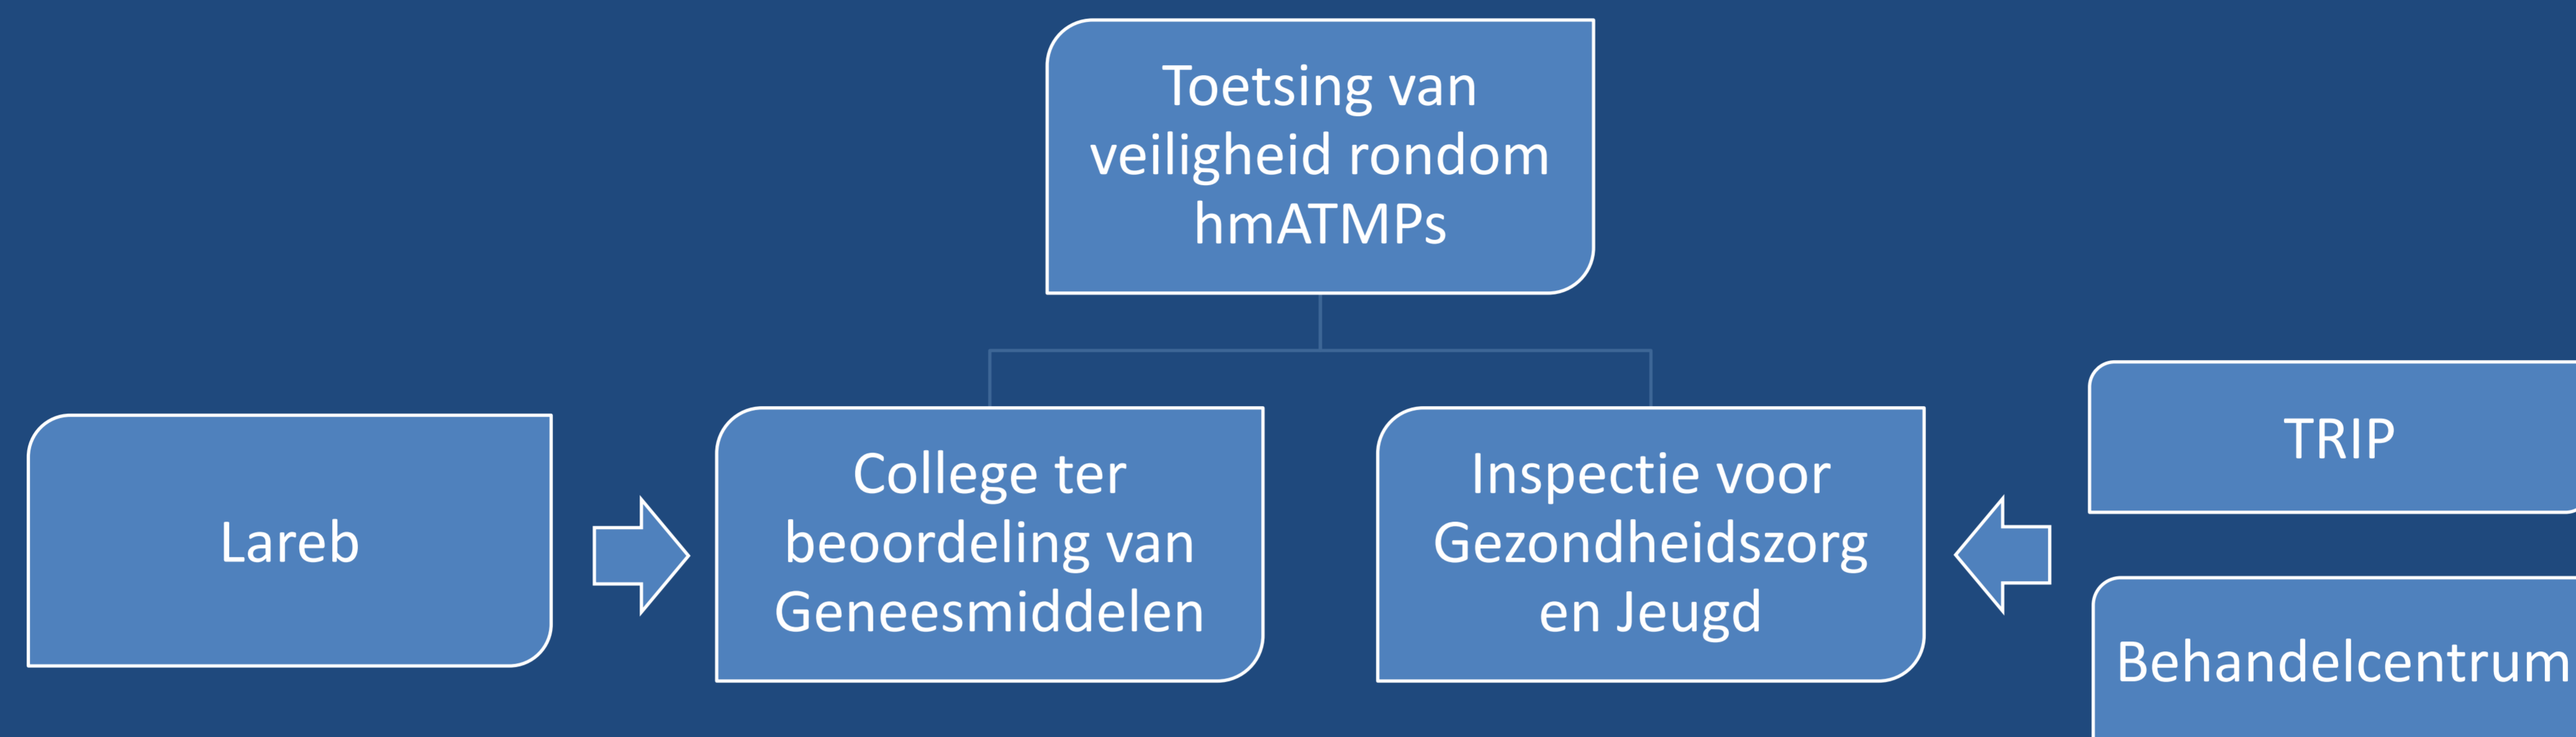 Toetsing van
veiligheid rondom
hmATMPs
Lareb
College ter
beoordeling van
Geneesmiddelen
Inspectie voor
Gezondheidszorg
en Jeugd
TRIP
Behandelcentrum